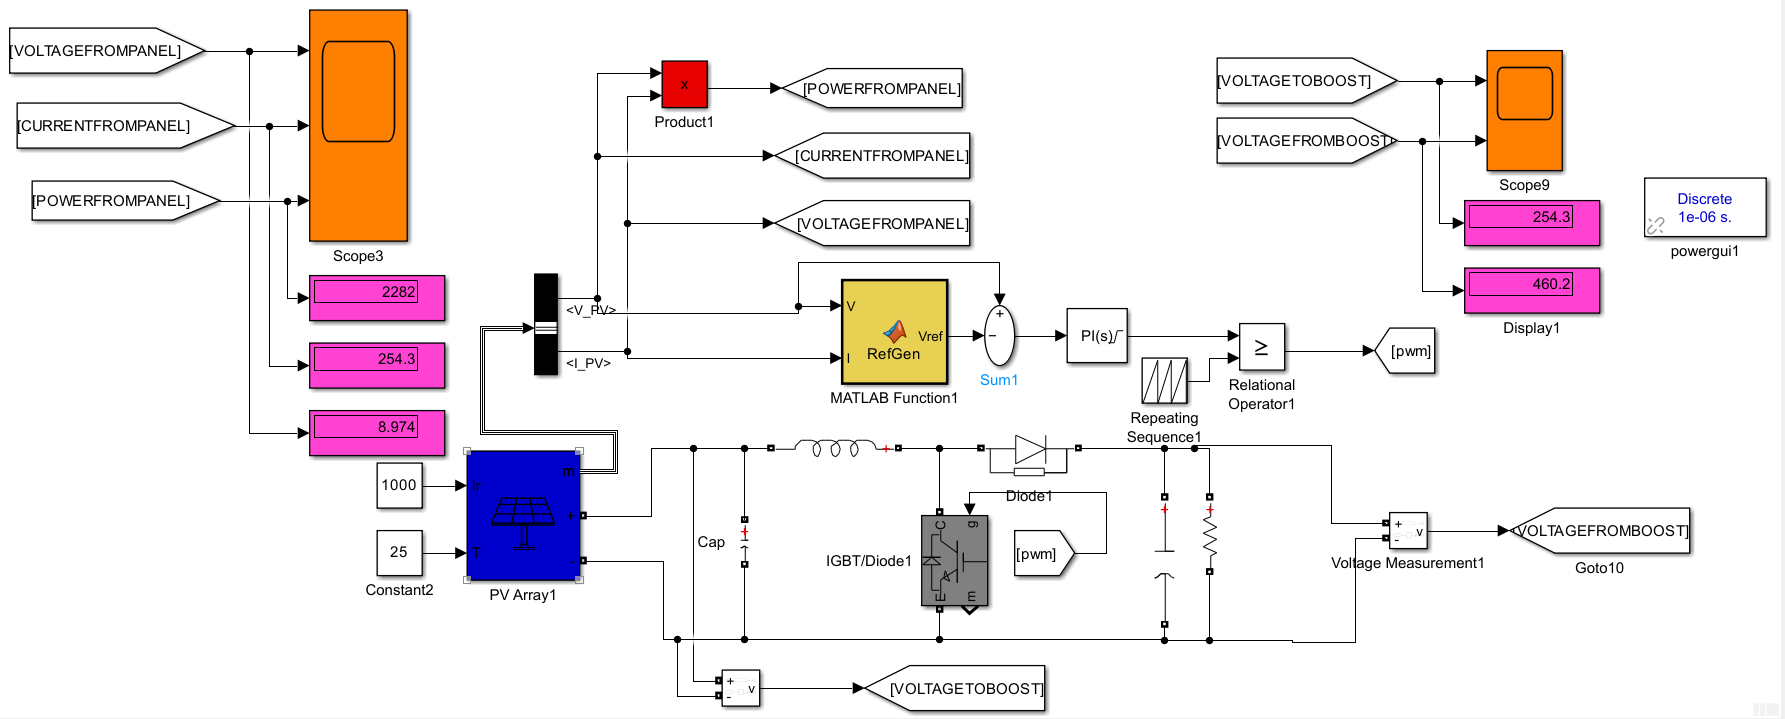 [VOLTAGEFROMPANEL]
[CURRENTFROMPANEL]
[POWERFROMPANEL]
Scope3
2282
254.3
8.974
x
Product1
[POWERFROMPANEL]
[CURRENTFROMPANEL]
[VOLTAGEFROMPANEL]
<V_PV>
<I_PV>
V
I
Vref
RefGen
MATLAB Function1
+
−
Sum1
PI(s)
Repeating
Sequence1
≥
Relational
Operator1
[pwm]
[VOLTAGETOBOOST]
[VOLTAGEFROMBOOST]
Scope9
254.3
460.2
Display1
Discrete
1e-06 s.
powergui1
1000
25
Constant2
Ir
T
m
+
-
PV Array1
Cap
+
+
Diode1
C
g
E
m
IGBT/Diode1
[pwm]
+
+
+
-
v
Voltage Measurement1
[VOLTAGEFROMBOOST]
Goto10
+
-
v
[VOLTAGETOBOOST]